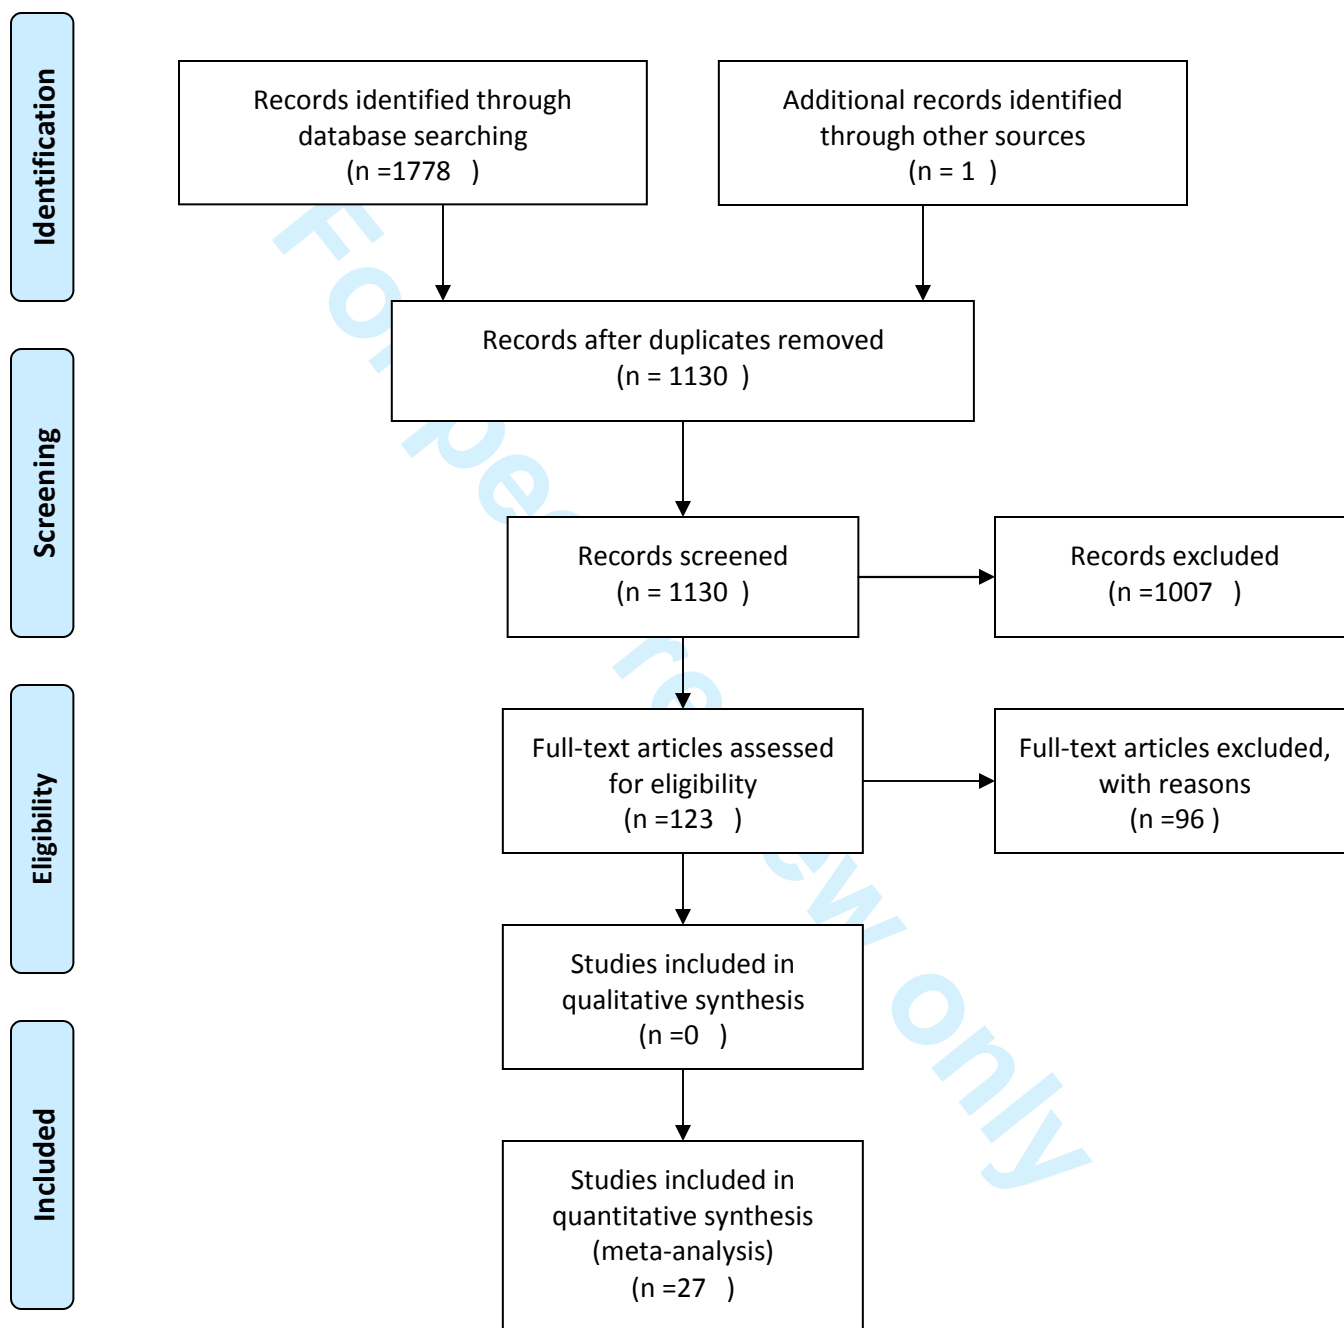 Identification
Records identified through
database searching
(n =1778   )
Additional records identified
through other sources
(n = 1  )
Records after duplicates removed
(n = 1130  )
Screening
Records screened
(n = 1130  )
Records excluded
(n =1007   )
Eligibility
Full-text articles assessed
for eligibility
(n =123   )
Full-text articles excluded,
with reasons
(n =96 )
Studies included in
qualitative synthesis
(n =0   )
Included
Studies included in
quantitative synthesis
(meta-analysis)
(n =27   )
For peer review only